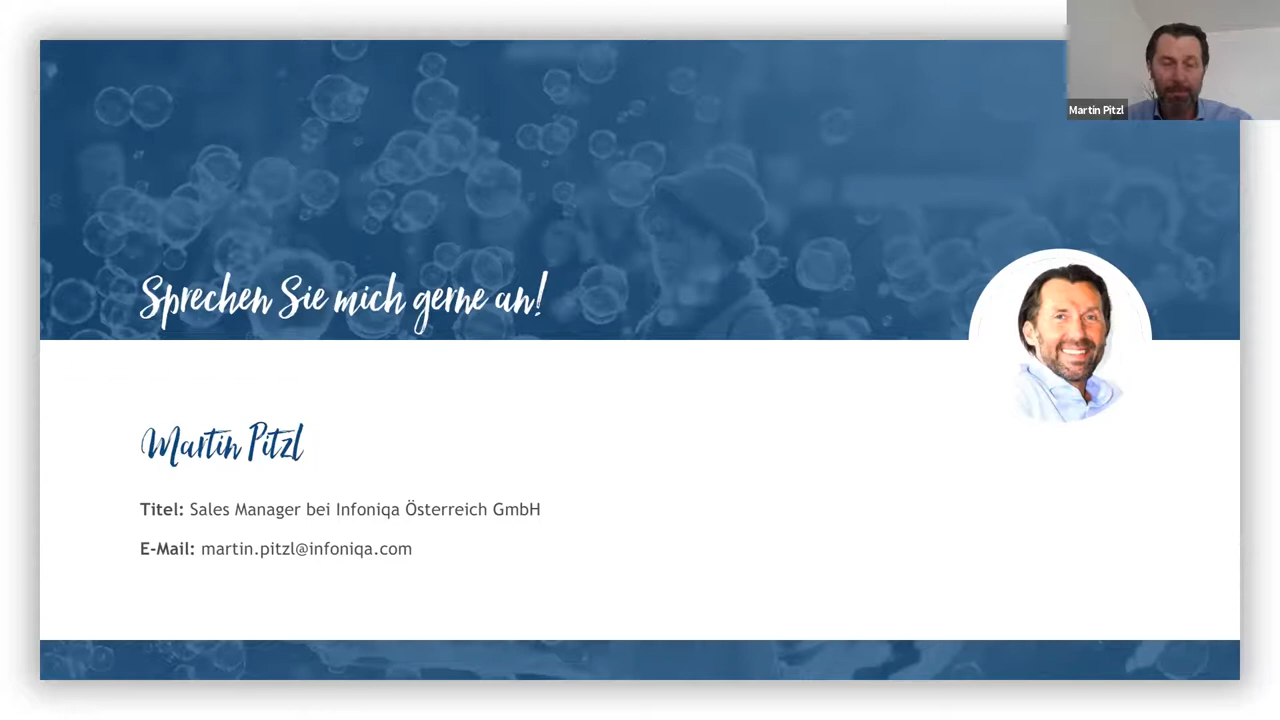 Martin Pitzl
Sprechen Sie mich gerne an!
Martin Pitzl
Titel: Sales Manager bei Infoniqa Österreich GmbH
E-Mail: martin.pitzl@infoniqa.com